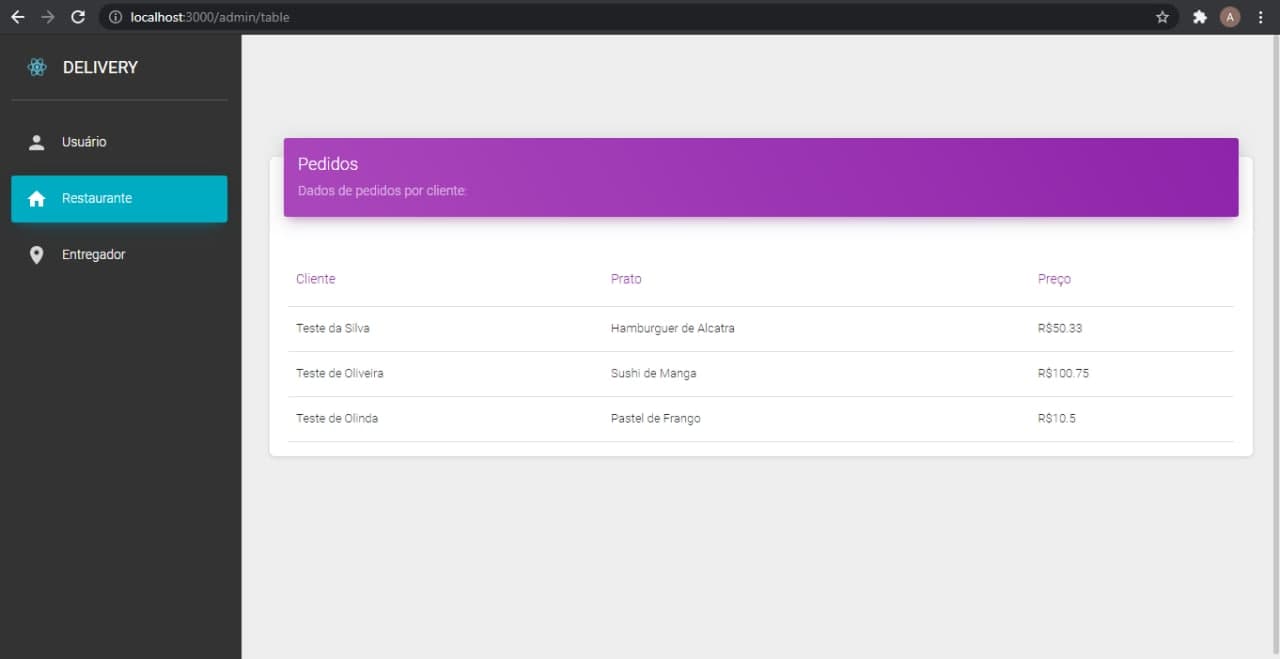 localhost:3000/admin/table
A
DELIVERY
Usuário
Restaurante
Entregador
Pedidos
Dados de pedidos por cliente:
Cliente Prato Preço
Teste da Silva Hamburguer de Alcatra R$50.33
Teste de Oliveira Sushi de Manga R$100.75
Teste de Olinda Pastel de Frango R$10.5